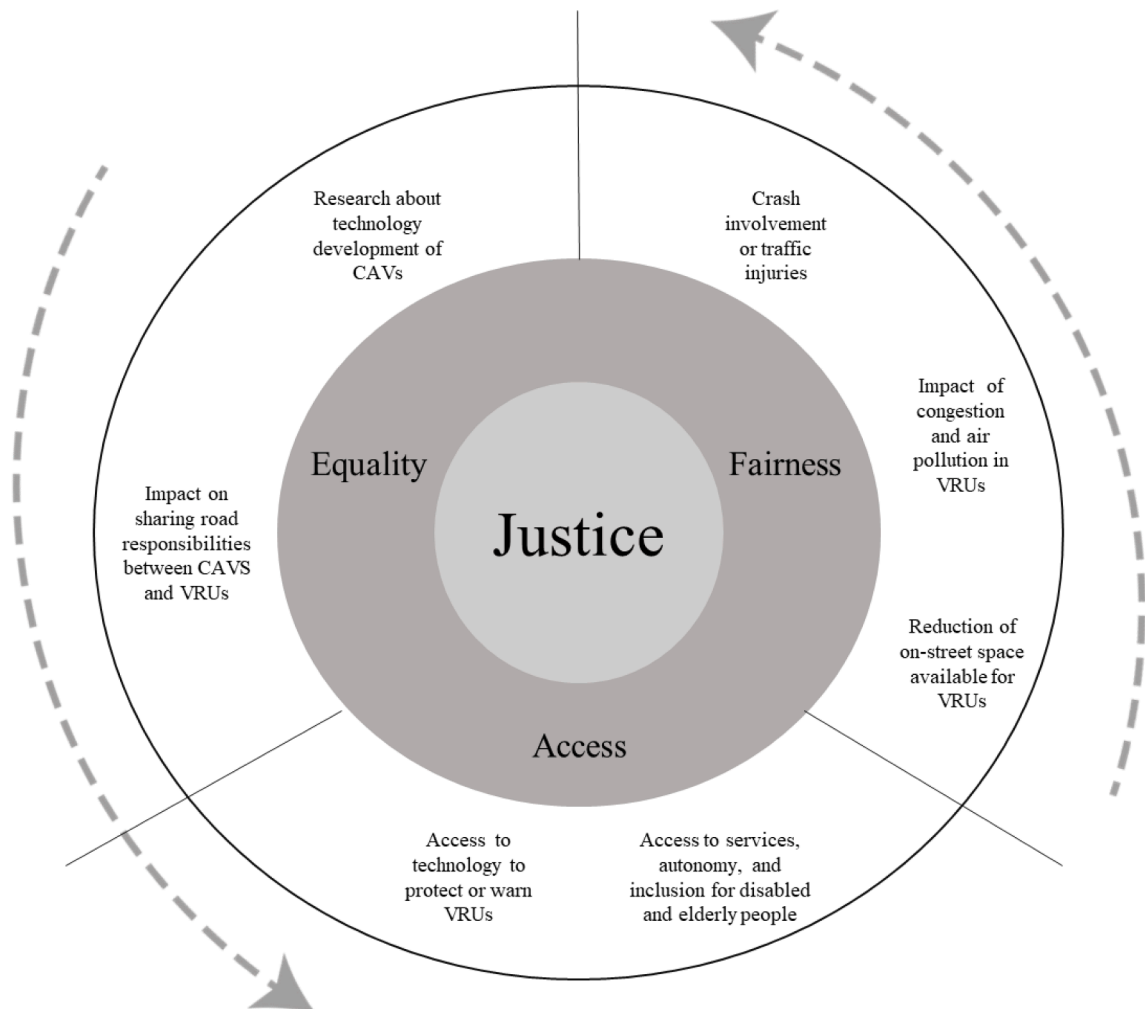 Research about
technology
development of
CAVs
Crash
involvement
or traffic
injuries
Impact of
congestion
and air
pollution in
VRUs
Equality
Fairness
Impact on
sharing road
responsibilities
between CAVS
and VRUs
Justice
Reduction of
on-street space
available for
VRUs
Access
Access to
technology to
protect or warn
VRUs
Access to services,
autonomy, and
inclusion for disabled
and elderly people